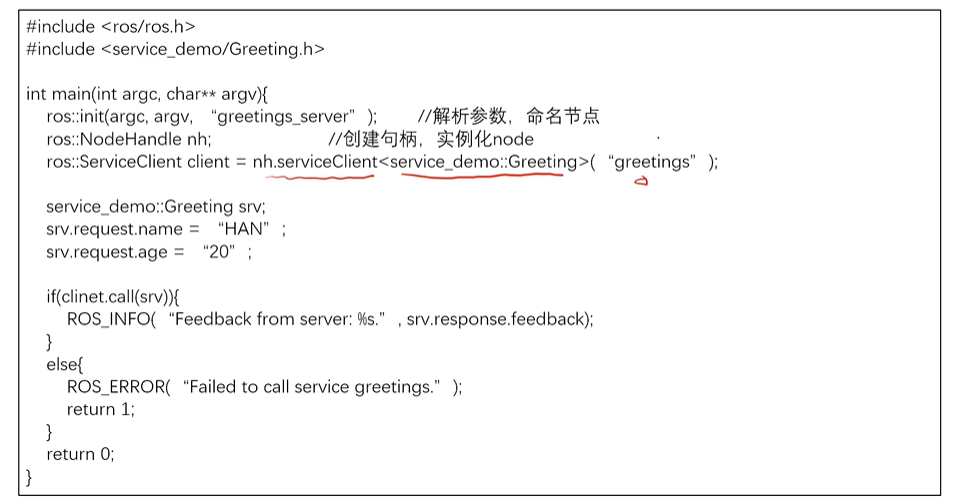 #include <ros/ros.h>
#include <service_demo/Greeting.h>
int main(int argc, char** argv){
ros::init(argc, argv, “greetings_server” ); //解析参数，命名节点
ros::NodeHandle nh; //创建句柄，实例化node
ros::ServiceClient client = nh.serviceClient<service_demo::Greeting>( “greetings” );
service_demo::Greeting srv;
srv.request.name = “HAN” ;
srv.request.age = “20” ;
if(clinet.call(srv)){
ROS_INFO( “Feedback from server: %s.” , srv.response.feedback);
}
else{
ROS_ERROR( “Failed to call service greetings.” );
return 1;
}
return 0;
}